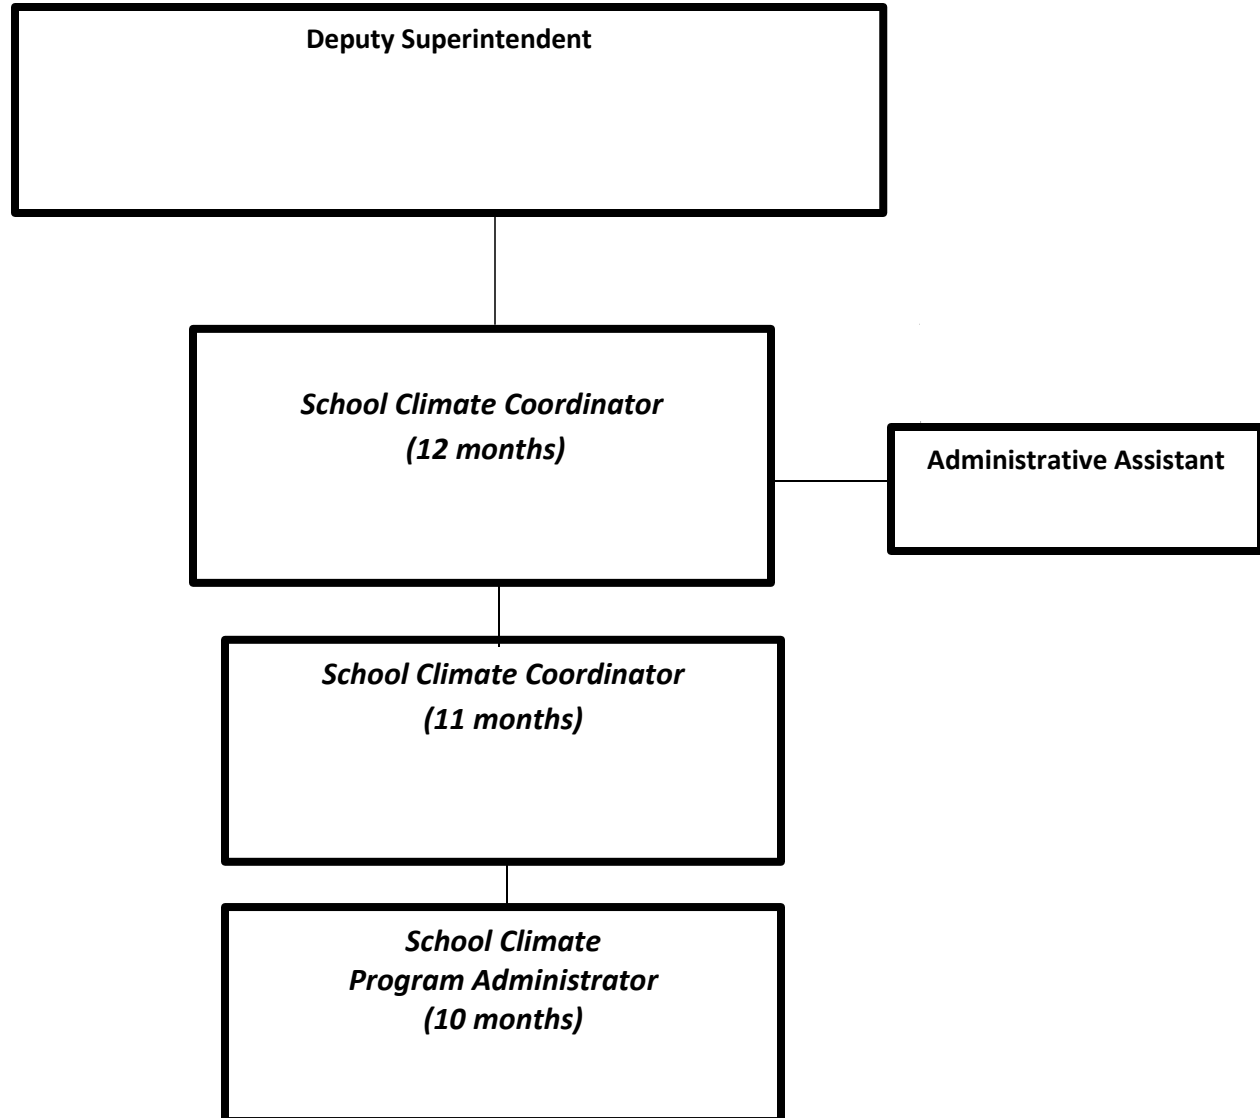 Deputy Superintendent
School Climate Coordinator
(12 months)
Administrative Assistant
School Climate Coordinator
(11 months)
School Climate
Program Administrator
(10 months)